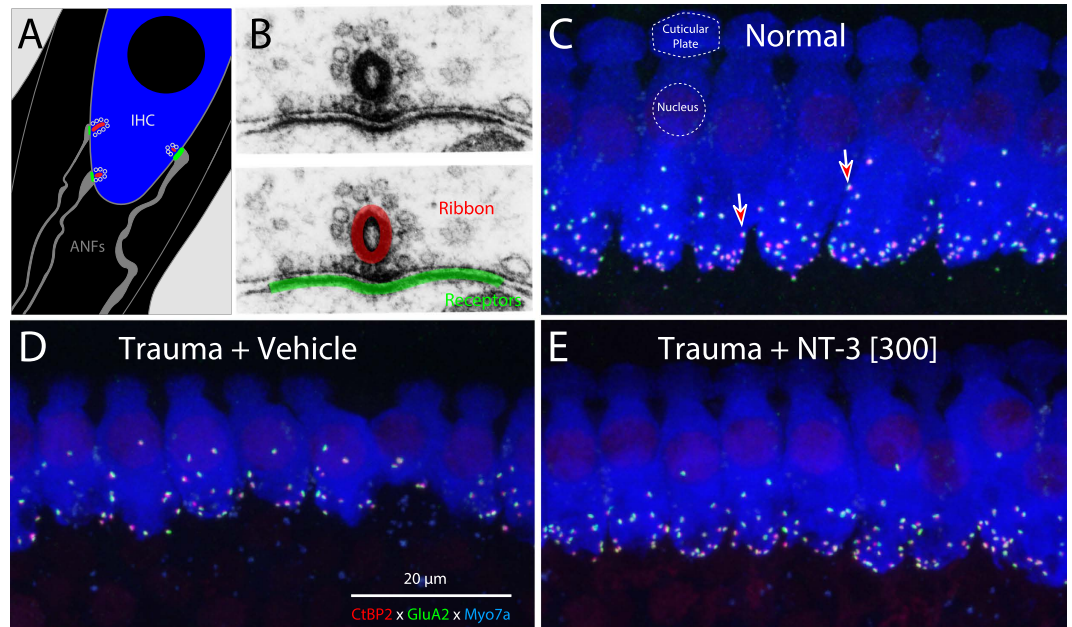 A
IHC
ANFs
B
Ribbon
Receptors
C
Normal
Cuticular
Plate
Nucleus
D
Trauma + Vehicle
20 µm
CtBP2 x GluA2 x Myo7a
E
Trauma + NT-3 [300]